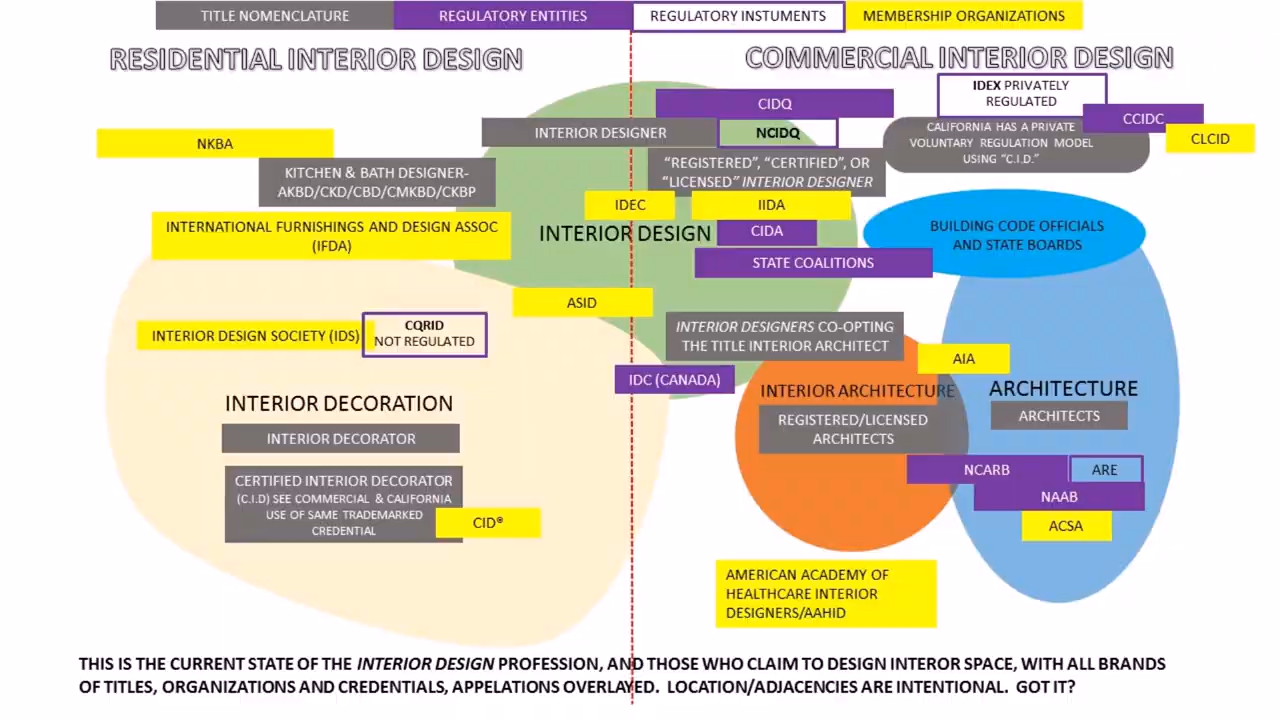 TITLE NOMENCLATURE
REGULATORY ENTITIES
REGULATORY INSTUMENTS
MEMBERSHIP ORGANIZATIONS
RESIDENTIAL INTERIOR DESIGN
COMMERCIAL INTERIOR DESIGN
IDEX PRIVATELY
REGULATED
CIDQ
CCIDC
INTERIOR DESIGNER
NCIDQ
CALIFORNIA HAS A PRIVATE
VOLUNTARY REGULATION MODEL
USING “C.I.D.”
CLCID
NKBA
KITCHEN & BATH DESIGNER-
AKBD/CKD/CBD/CMKBD/CKBP
“REGISTERED”, “CERTIFIED”, OR
“LICENSED” INTERIOR DESIGNER
IDEC
IIDA
INTERNATIONAL FURNISHINGS AND DESIGN ASSOC
(IFDA)
INTERIOR DESIGN
CIDA
BUILDING CODE OFFICIALS
AND STATE BOARDS
STATE COALITIONS
ASID
INTERIOR DESIGN SOCIETY (IDS)
CQRID
NOT REGULATED
INTERIOR DESIGNERS CO-OPTING
THE TITLE INTERIOR ARCHITECT
AIA
IDC (CANADA)
INTERIOR ARCHITECTURE
ARCHITECTURE
INTERIOR DECORATION
REGISTERED/LICENSED
ARCHITECTS
ARCHITECTS
INTERIOR DECORATOR
NCARB
ARE
CERTIFIED INTERIOR DECORATOR
(C.I.D) SEE COMMERCIAL & CALIFORNIA
USE OF SAME TRADEMARKED
CREDENTIAL
CID®
NAAB
ACSA
AMERICAN ACADEMY OF
HEALTHCARE INTERIOR
DESIGNERS/AAHID
THIS IS THE CURRENT STATE OF THE INTERIOR DESIGN PROFESSION, AND THOSE WHO CLAIM TO DESIGN INTEROR SPACE, WITH ALL BRANDS
OF TITLES, ORGANIZATIONS AND CREDENTIALS, APPELATIONS OVERLAYED. LOCATION/ADJACENCIES ARE INTENTIONAL. GOT IT?